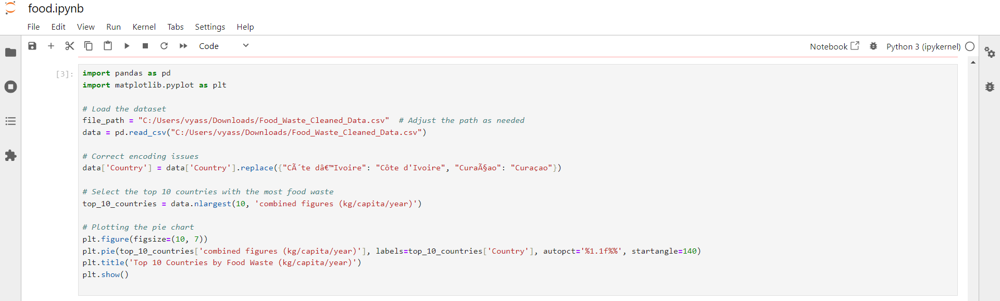 food.ipynb
File Edit View Run Kernel Tabs Settings Help
Code Notebook Python 3 (ipykernel)
[3]: import pandas as pd
import matplotlib.pyplot as plt
# Load the dataset
file_path = "C:/Users/vyass/Downloads/Food_Waste_Cleaned_Data.csv"  # Adjust the path as needed
data = pd.read_csv("C:/Users/vyass/Downloads/Food_Waste_Cleaned_Data.csv")
# Correct encoding issues
data['Country'] = data['Country'].replace({"CÃ´te dâ€™Ivoire": "Côte d'Ivoire", "CuraÃ§ao": "Curaçao"})
# Select the top 10 countries with the most food waste
top_10_countries = data.nlargest(10, 'combined figures (kg/capita/year)')
# Plotting the pie chart
plt.figure(figsize=(10, 7))
plt.pie(top_10_countries['combined figures (kg/capita/year)'], labels=top_10_countries['Country'], autopct='%1.1f%%', startangle=140)
plt.title('Top 10 Countries by Food Waste (kg/capita/year)')
plt.show()